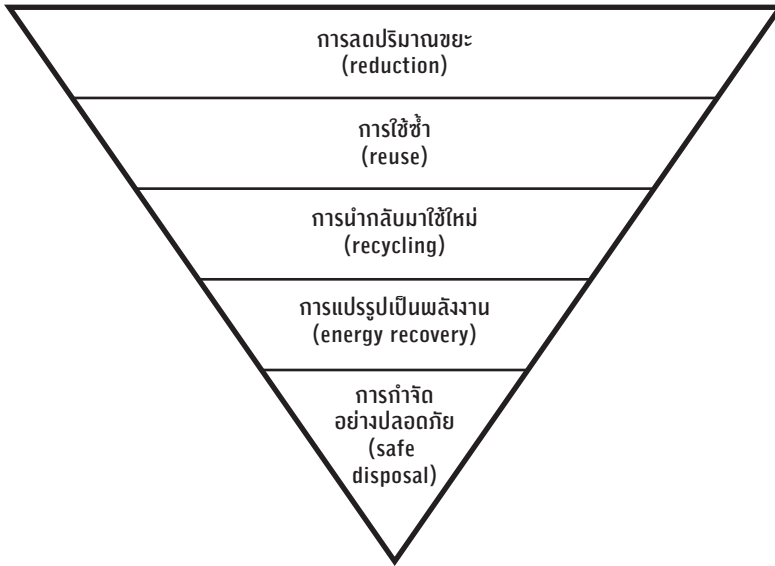 การลดปริมาณขยะ
(reduction)
การใช้ซ้ำ
(reuse)
การนำกลับมาใช้ใหม่
(recycling)
การแปรรูปเป็นพลังงาน
(energy recovery)
การกำจัด
อย่างปลอดภัย
(safe
disposal)